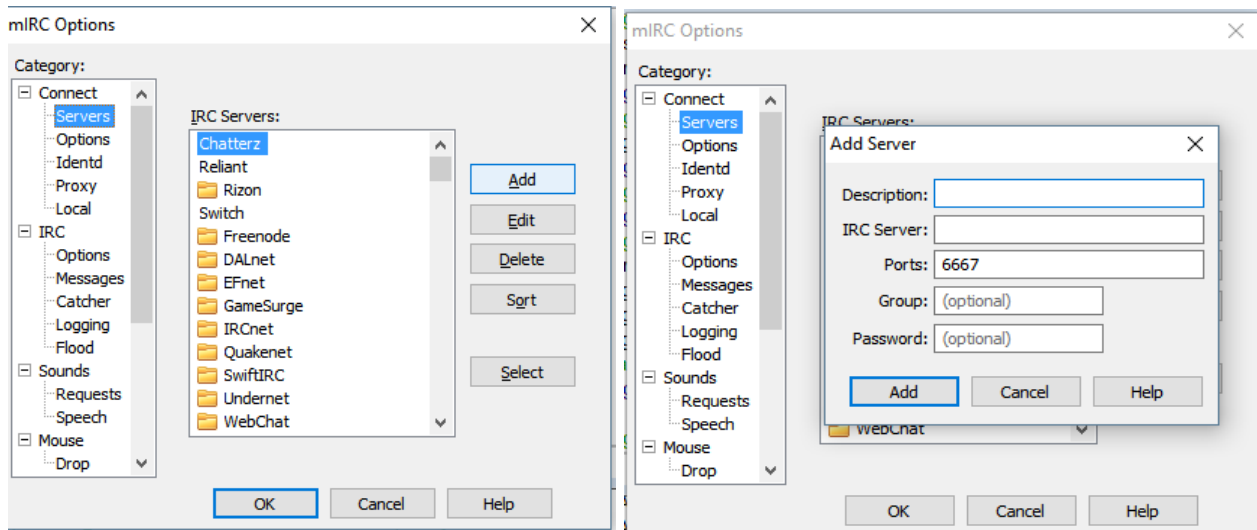 mIRC Options
Category:
Connect
Servers
Options
Identd
Proxy
Local
IRC
Options
Messages
Catcher
Logging
Flood
Sounds
Requests
Speech
Mouse
Drop
IRC Servers:
Chatterz
Reliant
Rizon
Switch
Freenode
DALnet
EFnet
GameSurge
IRCnet
Quakenet
SwiftIRC
Undernet
WebChat
Add
Edit
Delete
Sort
Select
OK Cancel Help
mIRC Options
Category:
Connect
Servers
Options
Identd
Proxy
Local
IRC
Options
Messages
Catcher
Logging
Flood
Sounds
Requests
Speech
Mouse
Drop
IRC Servers:
Add Server
Description:
IRC Server:
Ports: 6667
Group: (optional)
Password: (optional)
Add Cancel Help
WebChat
OK Cancel Help